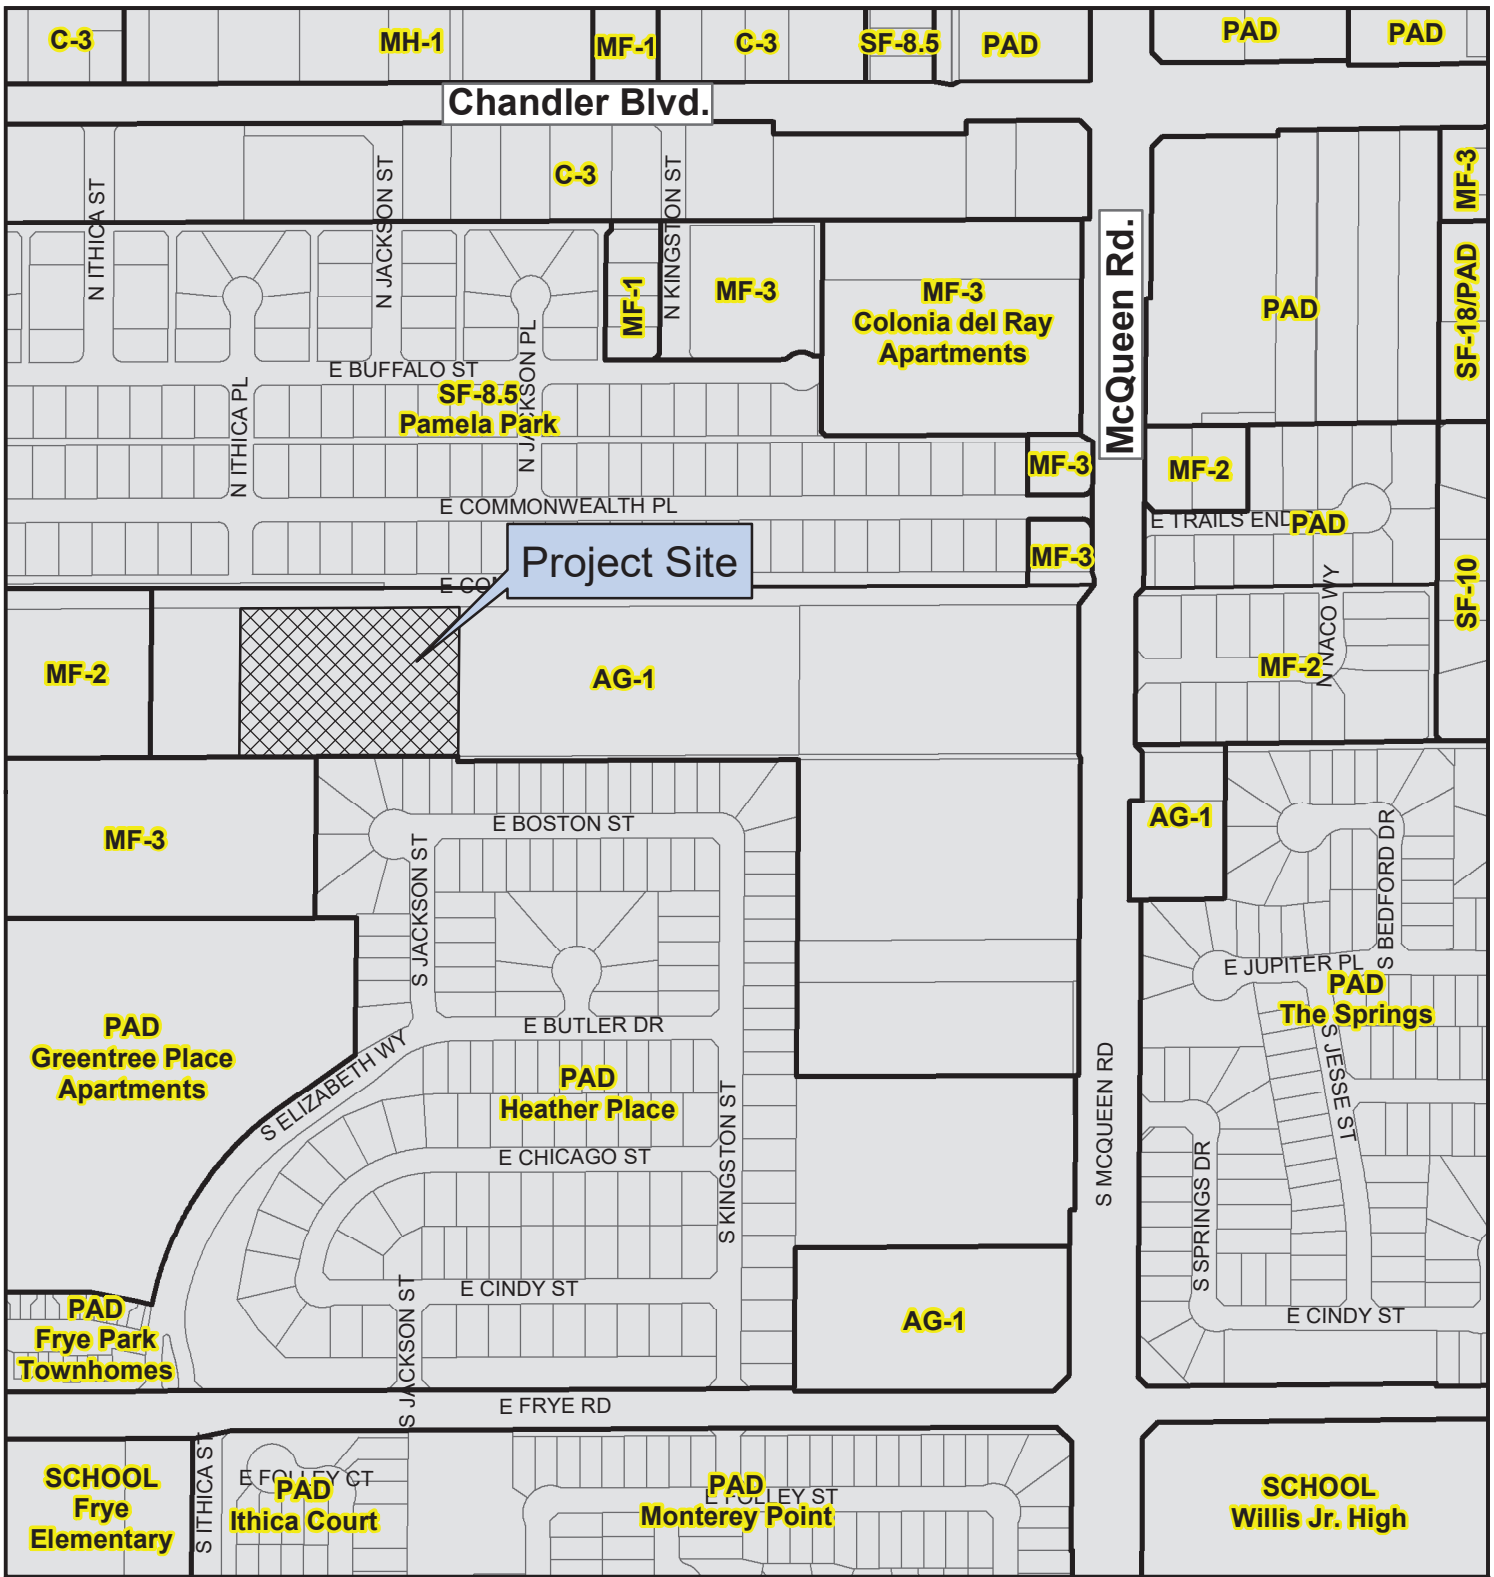 C-3
MH-1
MF-1
C-3
SF-8.5
PAD
PAD
PAD
Chandler Blvd.
N ITHICA ST
N JACKSON ST
C-3
N KINGSTON ST
McQueen Rd.
MF-3
SF-18/PAD
MF-1
MF-3
MF-3
Colonia del Ray
Apartments
PAD
E BUFFALO ST
N JACKSON PL
SF-8.5
Pamela Park
N ITHICA PL
MF-3
MF-2
E COMMONWEALTH PL
E TRAILS END
PAD
Project Site
MF-3
E CO
SF-10
N NACO WY
MF-2
MF-2
AG-1
MF-3
E BOSTON ST
AG-1
S JACKSON ST
S BEDFORD DR
E JUPITER PL
PAD
The Springs
PAD
Greentree Place
Apartments
E BUTLER DR
S ELIZABETH WY
PAD
Heather Place
S JESSE ST
S MCQUEEN RD
E CHICAGO ST
S KINGSTON ST
S SPRINGS DR
E CINDY ST
S JACKSON ST
AG-1
E CINDY ST
PAD
Frye Park
Townhomes
E FRYE RD
SCHOOL
Frye
Elementary
S ITHICA ST
E FOLLEY CT
PAD
Ithica Court
PAD
E FOLLEY ST
Monterey Point
SCHOOL
Willis Jr. High